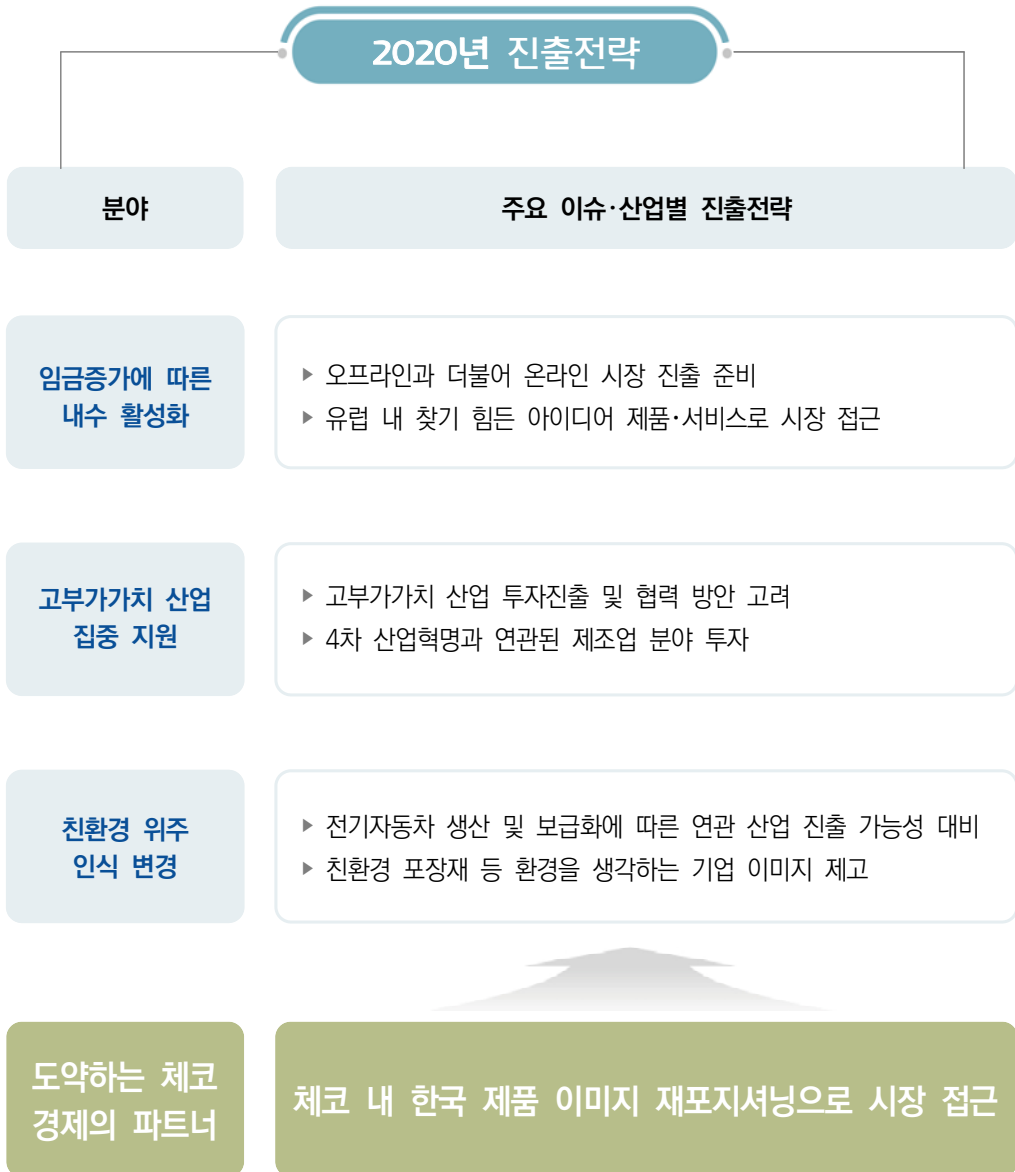 2020년 진출전략
분야
주요 이슈·산업별 진출전략
임금증가에 따른
내수 활성화
▶ 오프라인과 더불어 온라인 시장 진출 준비
▶ 유럽 내 찾기 힘든 아이디어 제품·서비스로 시장 접근
고부가가치 산업
집중 지원
▶ 고부가가치 산업 투자진출 및 협력 방안 고려
▶ 4차 산업혁명과 연관된 제조업 분야 투자
친환경 위주
인식 변경
▶ 전기자동차 생산 및 보급화에 따른 연관 산업 진출 가능성 대비
▶ 친환경 포장재 등 환경을 생각하는 기업 이미지 제고
도약하는 체코
경제의 파트너
체코 내 한국 제품 이미지 재포지셔닝으로 시장 접근